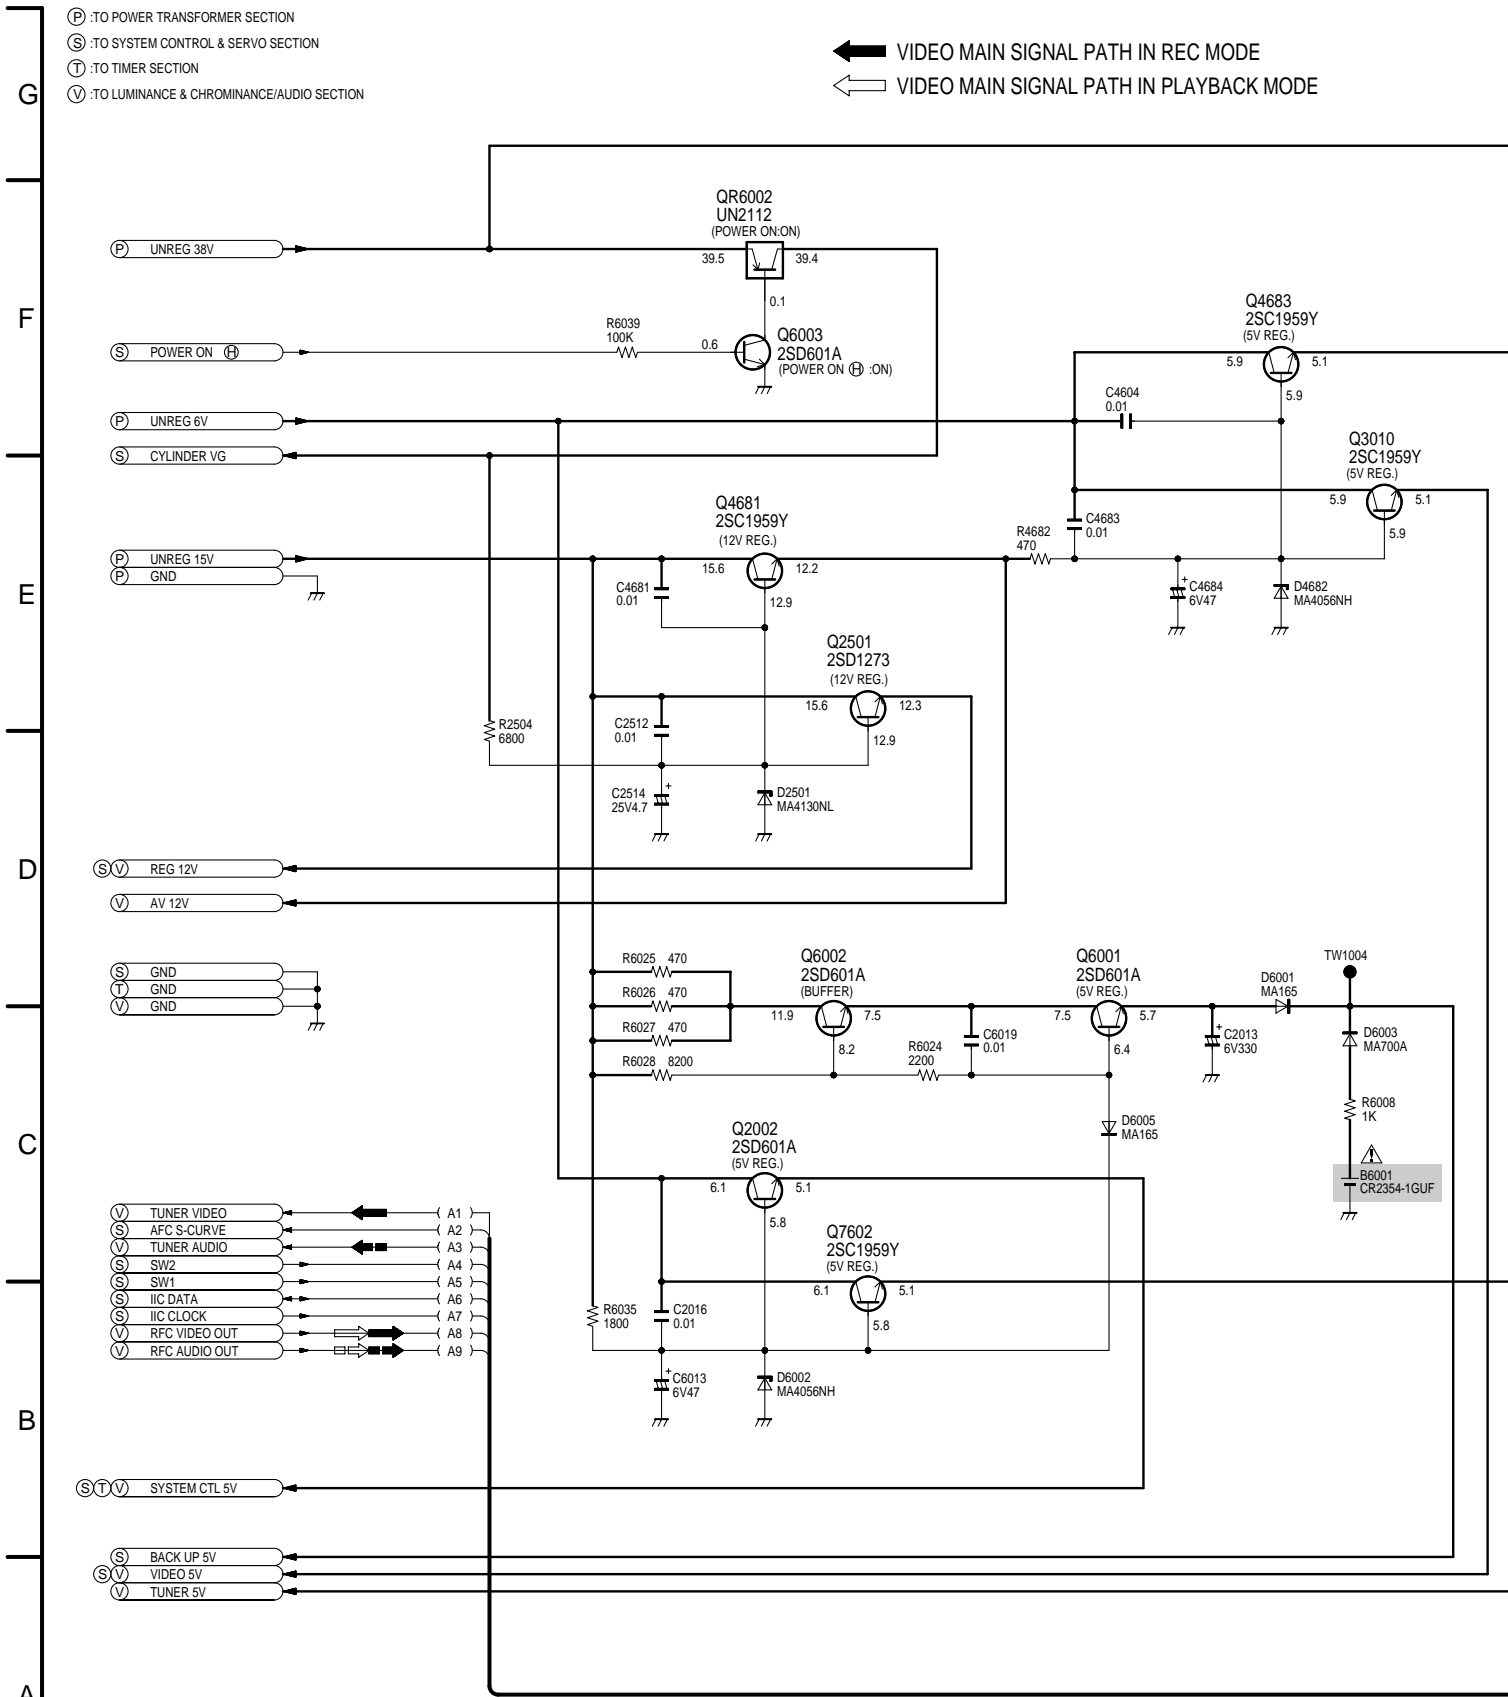 Ⓟ :TO POWER TRANSFORMER SECTION
Ⓢ :TO SYSTEM CONTROL & SERVO SECTION
Ⓣ :TO TIMER SECTION
Ⓥ :TO LUMINANCE & CHROMINANCE/AUDIO SECTION
VIDEO MAIN SIGNAL PATH IN REC MODE
VIDEO MAIN SIGNAL PATH IN PLAYBACK MODE
G
QR6002
UN2112
(POWER ON:ON)
Ⓟ UNREG 38V
39.5
39.4
0.1
F
Q4683
2SC1959Y
(5V REG.)
R6039
100K
Q6003
2SD601A
(POWER ON Ⓗ :ON)
Ⓢ POWER ON Ⓗ
0.6
5.9
5.1
5.9
C4604
0.01
Ⓟ UNREG 6V
Ⓢ CYLINDER VG
Q3010
2SC1959Y
(5V REG.)
5.9
5.1
5.9
Q4681
2SC1959Y
(12V REG.)
R4682
470
C4683
0.01
Ⓟ UNREG 15V
Ⓟ GND
15.6
12.2
12.9
C4681
0.01
E
C4684
6V47
+
D4682
MA4056NH
Q2501
2SD1273
(12V REG.)
15.6
12.3
12.9
R2504
6800
C2512
0.01
C2514
25V4.7
+
D2501
MA4130NL
D
ⓈⓋ REG 12V
Ⓥ AV 12V
Ⓢ GND
Ⓣ GND
Ⓥ GND
R6025 470
R6026 470
R6027 470
R6028 8200
Q6002
2SD601A
(BUFFER)
11.9
7.5
8.2
R6024
2200
C6019
0.01
Q6001
2SD601A
(5V REG.)
7.5
5.7
6.4
D6001
MA165
TW1004
C2013
6V330
+
D6003
MA700A
R6008
1K
D6005
MA165
B6001
CR2354-1GUF
C
Q2002
2SD601A
(5V REG.)
6.1
5.1
5.8
Ⓥ TUNER VIDEO A1
Ⓢ AFC S-CURVE A2
Ⓥ TUNER AUDIO A3
Ⓢ SW2 A4
Ⓢ SW1 A5
Ⓢ IIC DATA A6
Ⓢ IIC CLOCK A7
Ⓥ RFC VIDEO OUT A8
Ⓥ RFC AUDIO OUT A9
Q7602
2SC1959Y
(5V REG.)
6.1
5.1
5.8
R6035
1800
C2016
0.01
C6013
6V47
+
D6002
MA4056NH
B
ⓈⓉⓋ SYSTEM CTL 5V
Ⓢ BACK UP 5V
ⓈⓋ VIDEO 5V
Ⓥ TUNER 5V
A